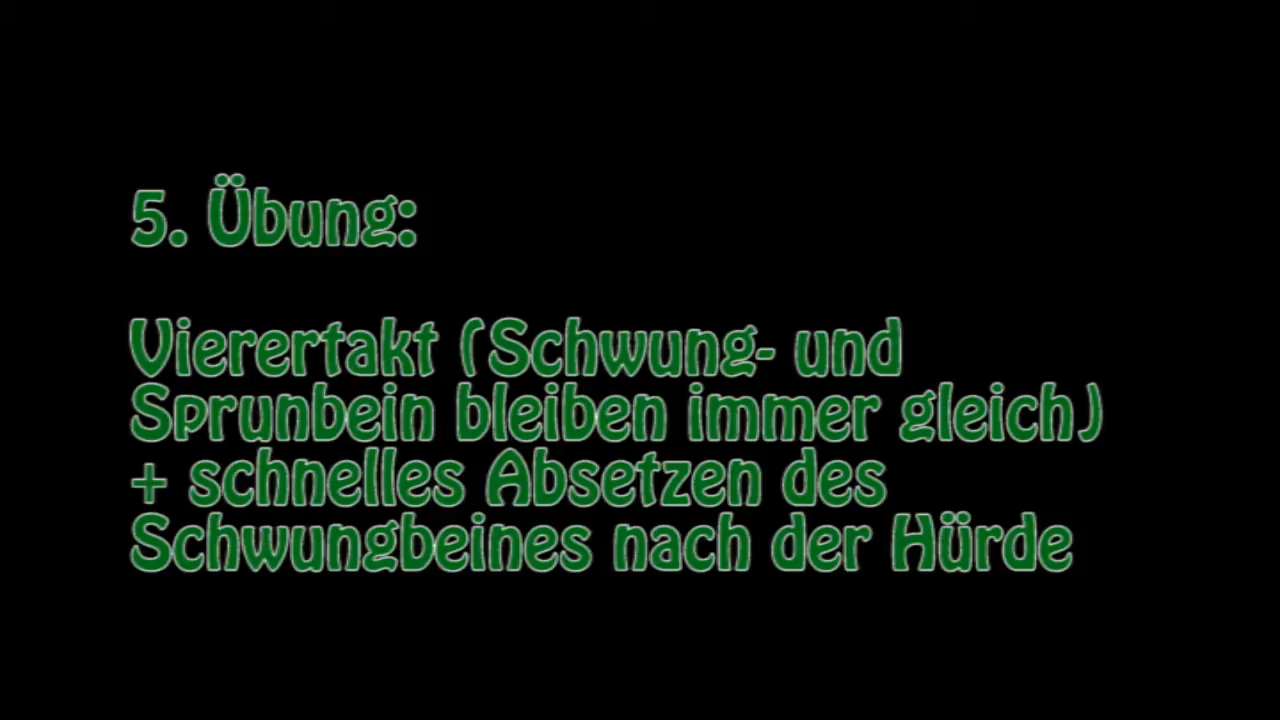 5. Übung:
Vierertakt (Schwung- und
Sprunbein bleiben immer gleich)
+ schnelles Absetzen des
Schwungbeines nach der Hürde